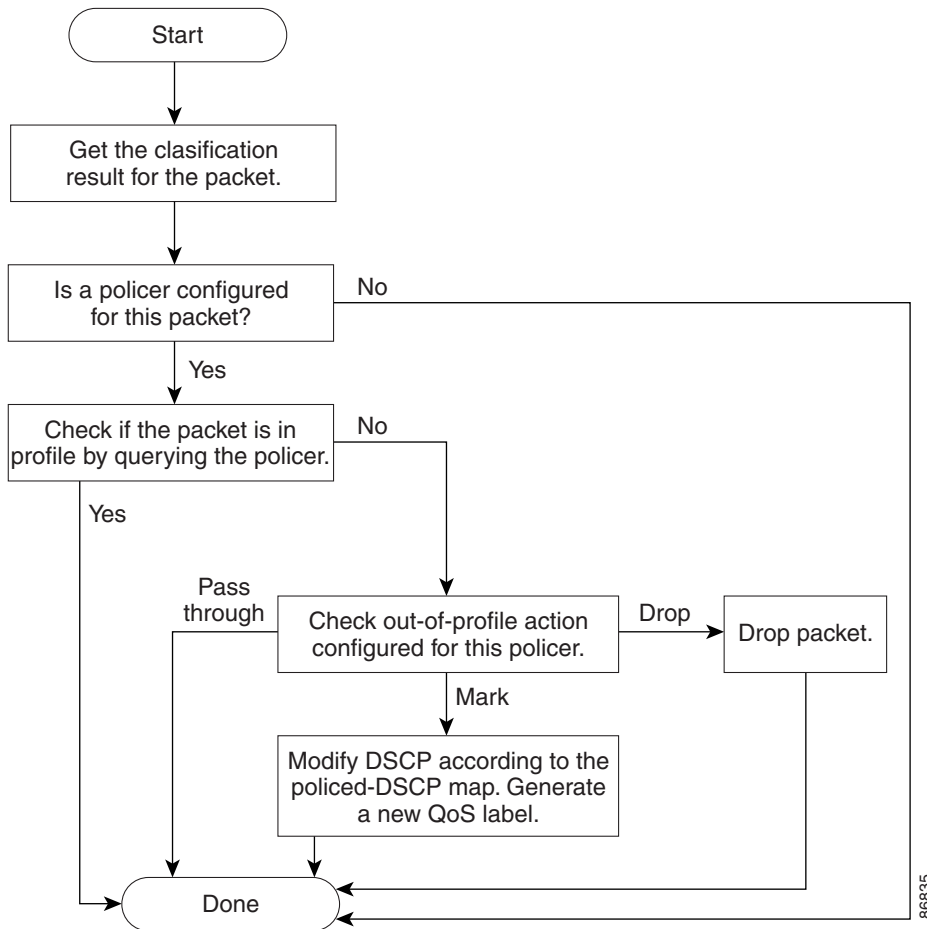 Start
Get the clasification
result for the packet.
Is a policer configured
for this packet?
No
Yes
Check if the packet is in
profile by querying the policer.
No
Yes
Pass
through
Check out-of-profile action
configured for this policer.
Drop
Drop packet.
Mark
Modify DSCP according to the
policed-DSCP map. Generate
a new QoS label.
Done
86835